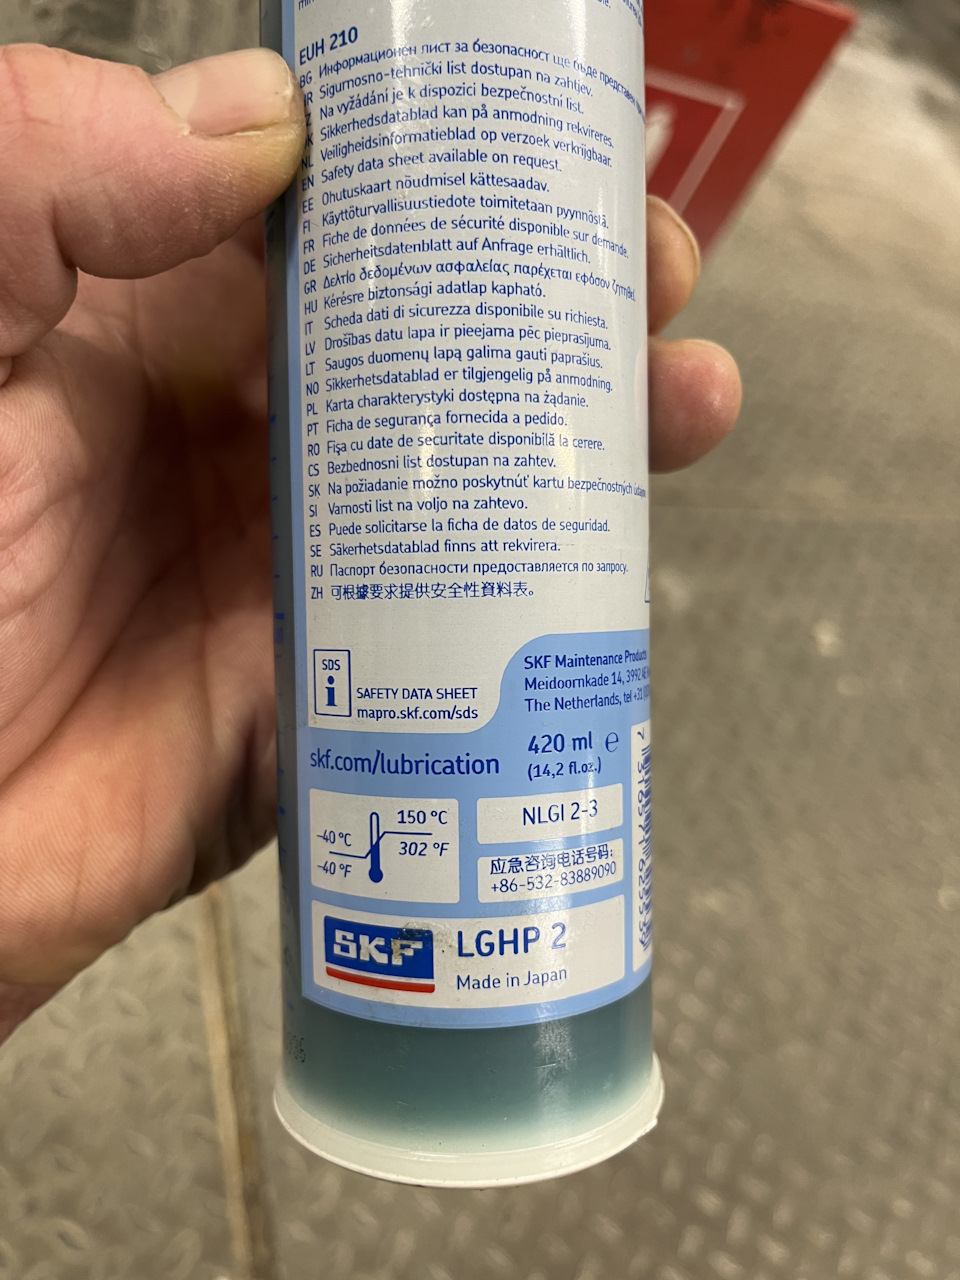 EUH 210
BG Информационен лист за безопасност ще бъде представен
HR Sigurnosno-tehnički list dostupan na zahtjev.
Na vyžádání je k dispozici bezpečnostní list.
DK Sikkerhedsdatablad kan på anmodning rekvireres.
NL Veiligheidsinformatieblad op verzoek verkrijgbaar.
EN Safety data sheet available on request.
EE Ohutuskaart nõudmisel kättesaadav.
FI Käyttöturvallisuustiedote toimitetaan pyynnöstä.
FR Fiche de données de sécurité disponible sur demande.
DE Sicherheitsdatenblatt auf Anfrage erhältlich.
GR Δελτίο δεδομένων ασφαλείας παρέχεται εφόσον ζητηθεί.
HU Kérésre biztonsági adatlap kapható.
IT Scheda dati di sicurezza disponibile su richiesta.
LV Drošības datu lapa ir pieejama pēc pieprasījuma.
LT Saugos duomenų lapą galima gauti paprašius.
NO Sikkerhetsdatablad er tilgjengelig på anmodning.
PL Karta charakterystyki dostępna na żądanie.
PT Ficha de segurança fornecida a pedido.
RO Fişa cu date de securitate disponibilă la cerere.
CS Bezbednosni list dostupan na zahtev.
SK Na požiadanie možno poskytnúť kartu bezpečnostných údajov
SI Varnosti list na voljo na zahtevo.
ES Puede solicitarse la ficha de datos de seguridad.
SE Säkerhetsdatablad finns att rekvirera.
RU Паспорт безопасности предоставляется по запросу.
ZH 可根據要求提供安全性資料表。
SKF Maintenance Products
Meidoornkade 14, 3992
The Netherlands, tel +31
SDS
i
SAFETY DATA SHEET
mapro.skf.com/sds
skf.com/lubrication
420 ml e
(14,2 fl.oz.)
150 °C
302 °F
-40 °C
-40 °F
NLGI 2-3
应急咨询电话号码:
+86-532-83889090
SKF
LGHP 2
Made in Japan